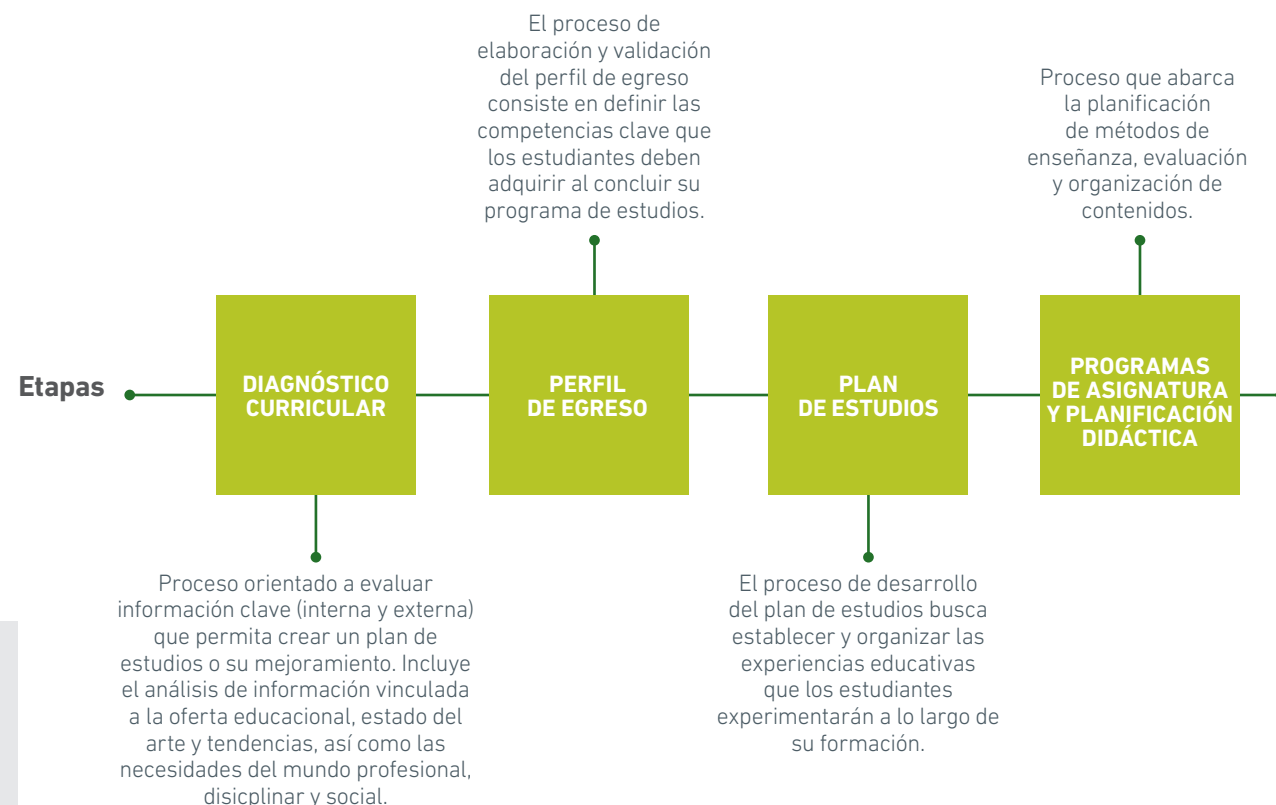 El proceso de
elaboración y validación
del perfil de egreso
consiste en definir las
competencias clave que
los estudiantes deben
adquirir al concluir su
programa de estudios.
Proceso que abarca
la planificación
de métodos de
enseñanza, evaluación
y organización de
contenidos.
Etapas
DIAGNÓSTICO
CURRICULAR
PERFIL
DE EGRESO
PLAN
DE ESTUDIOS
PROGRAMAS
DE ASIGNATURA
Y PLANIFICACIÓN
DIDÁCTICA
Proceso orientado a evaluar
información clave (interna y externa)
que permita crear un plan de
estudios o su mejoramiento. Incluye
el análisis de información vinculada
a la oferta educacional, estado del
arte y tendencias, así como las
necesidades del mundo profesional,
disicplinar y social.
El proceso de desarrollo
del plan de estudios busca
establecer y organizar las
experiencias educativas
que los estudiantes
experimentarán a lo largo de
su formación.